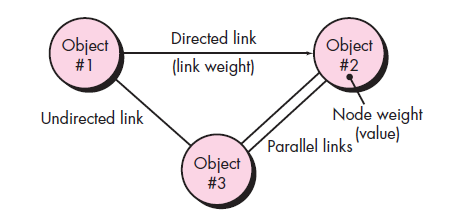 Object
#1
Directed link
(link weight)
Object
#2
Undirected link
Node weight
(value)
Parallel links
Object
#3